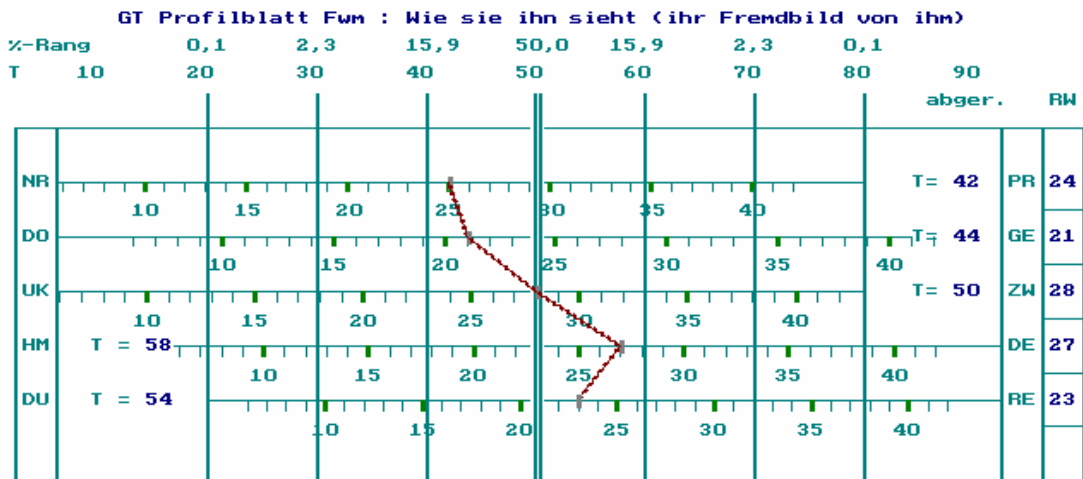 GT Profilblatt Fwm : Wie sie ihn sieht (ihr Fremdbild von ihm)
%-Rang 0,1 2,3 15,9 50,0 15,9 2,3 0,1
T 10 20 30 40 50 60 70 80 90
abger. RW
NR T= 42 PR 24
10 15 20 25 30 35 40
DO T= 44 GE 21
10 15 20 25 30 35 40
UK T= 50 ZW 28
10 15 20 25 30 35 40
HM T = 58 DE 27
10 15 20 25 30 35 40
DU T = 54 RE 23
10 15 20 25 30 35 40